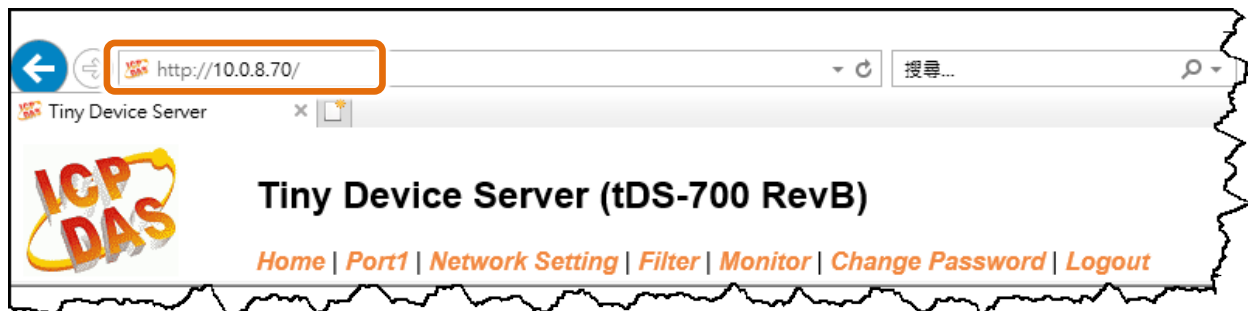 http://10.0.8.70/
搜尋...
Tiny Device Server
ICP
DAS
Tiny Device Server (tDS-700 RevB)
Home | Port1 | Network Setting | Filter | Monitor | Change Password | Logout